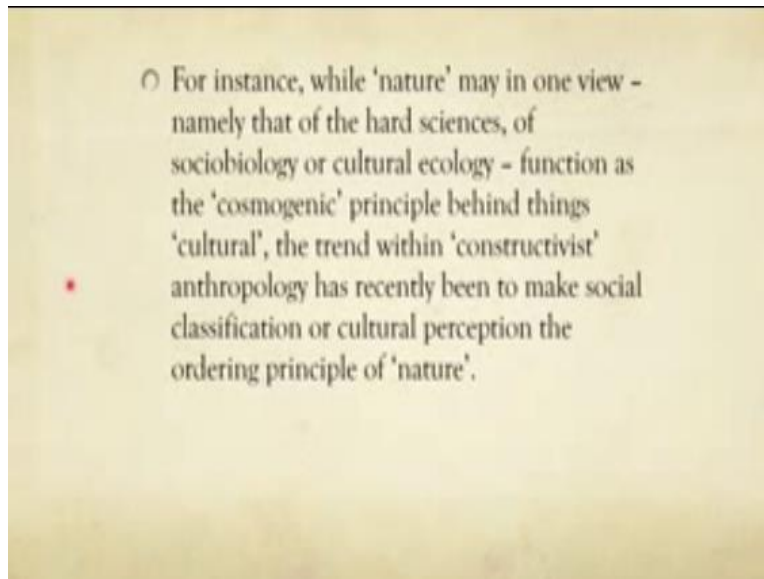 For instance, while ‘nature’ may in one view –
namely that of the hard sciences, of
sociobiology or cultural ecology – function as
the ‘cosmogenic’ principle behind things
‘cultural’, the trend within ‘constructivist’
anthropology has recently been to make social
classification or cultural perception the
ordering principle of ‘nature’.